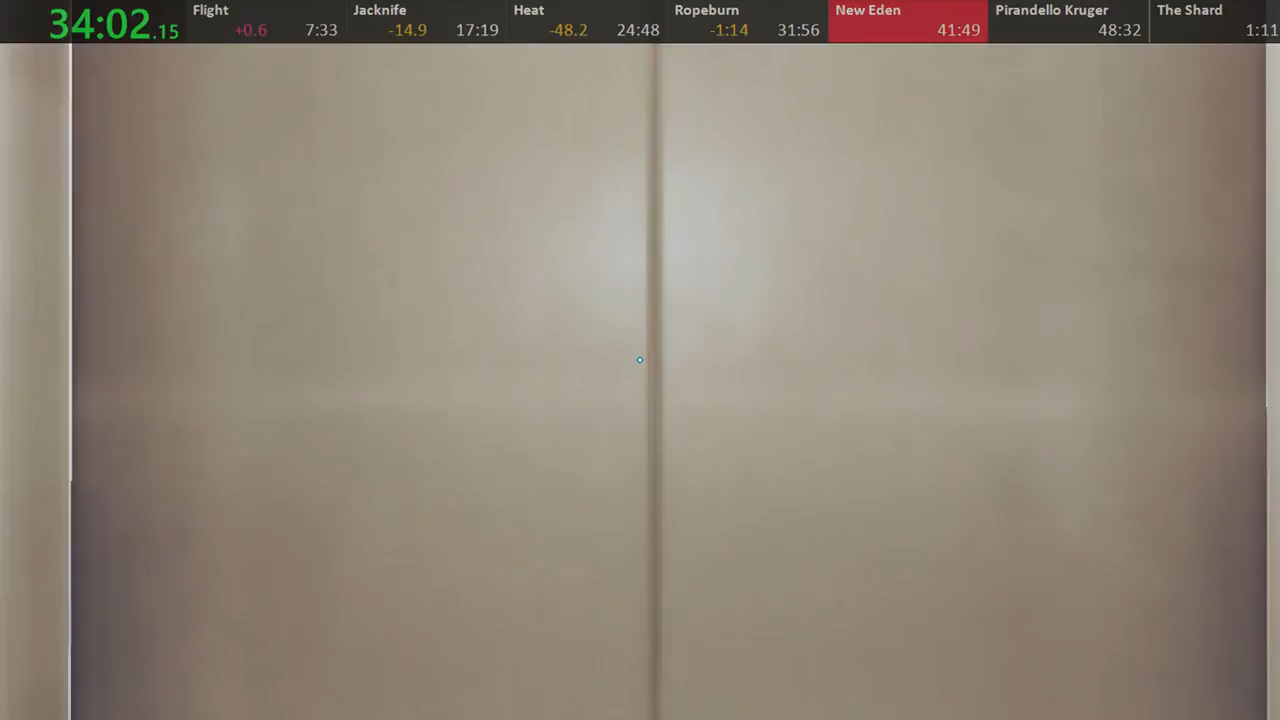 34:02.15
Flight
+0.6 7:33
Jacknife
-14.9 17:19
Heat
-48.2 24:48
Ropeburn
-1:14 31:56
New Eden
41:49
Pirandello Kruger
48:32
The Shard
1:11